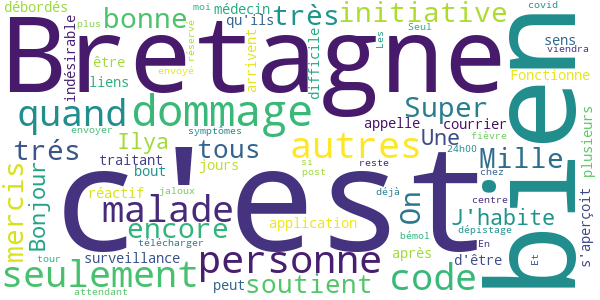 débordés
plus
moi
médecin
covid
bonne
qu'ils
très
initiative
Les
Seul
sens
viendra
Bretagne
indésirable
réservé
envoyé
arrivent
difficile
bien
être
liens
Fonctionne
quand
dommage
Super
plusieurs
envoyer
symptômes
appelle
courrier
fièvre
trés
Ilya
tous
autres
Une
24h00
Mille
traitant
bout
jours
si
post
reste
chez
mercis
Bonjour
c'est
réactif
jaloux
déjà
centre
malade
On
J'habite
s'aperçoit
encore
application
bémol
dépistage
télécharger
En
Et
tour
surveillance
personne
après
d'être
seulement
attendant
peut
soutient
code